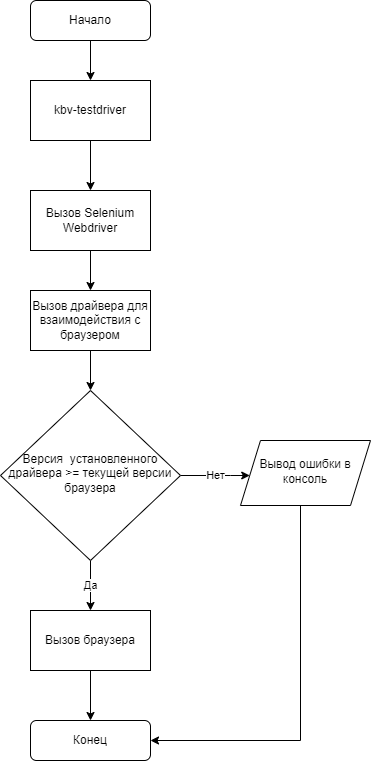 Начало
kbv-testdriver
Вызов Selenium
Webdriver
Вызов драйвера для
взаимодействия с
браузером
Версия установленного
драйвера >= текущей версии
браузера
Нет
Вывод ошибки в
консоль
Да
Вызов браузера
Конец